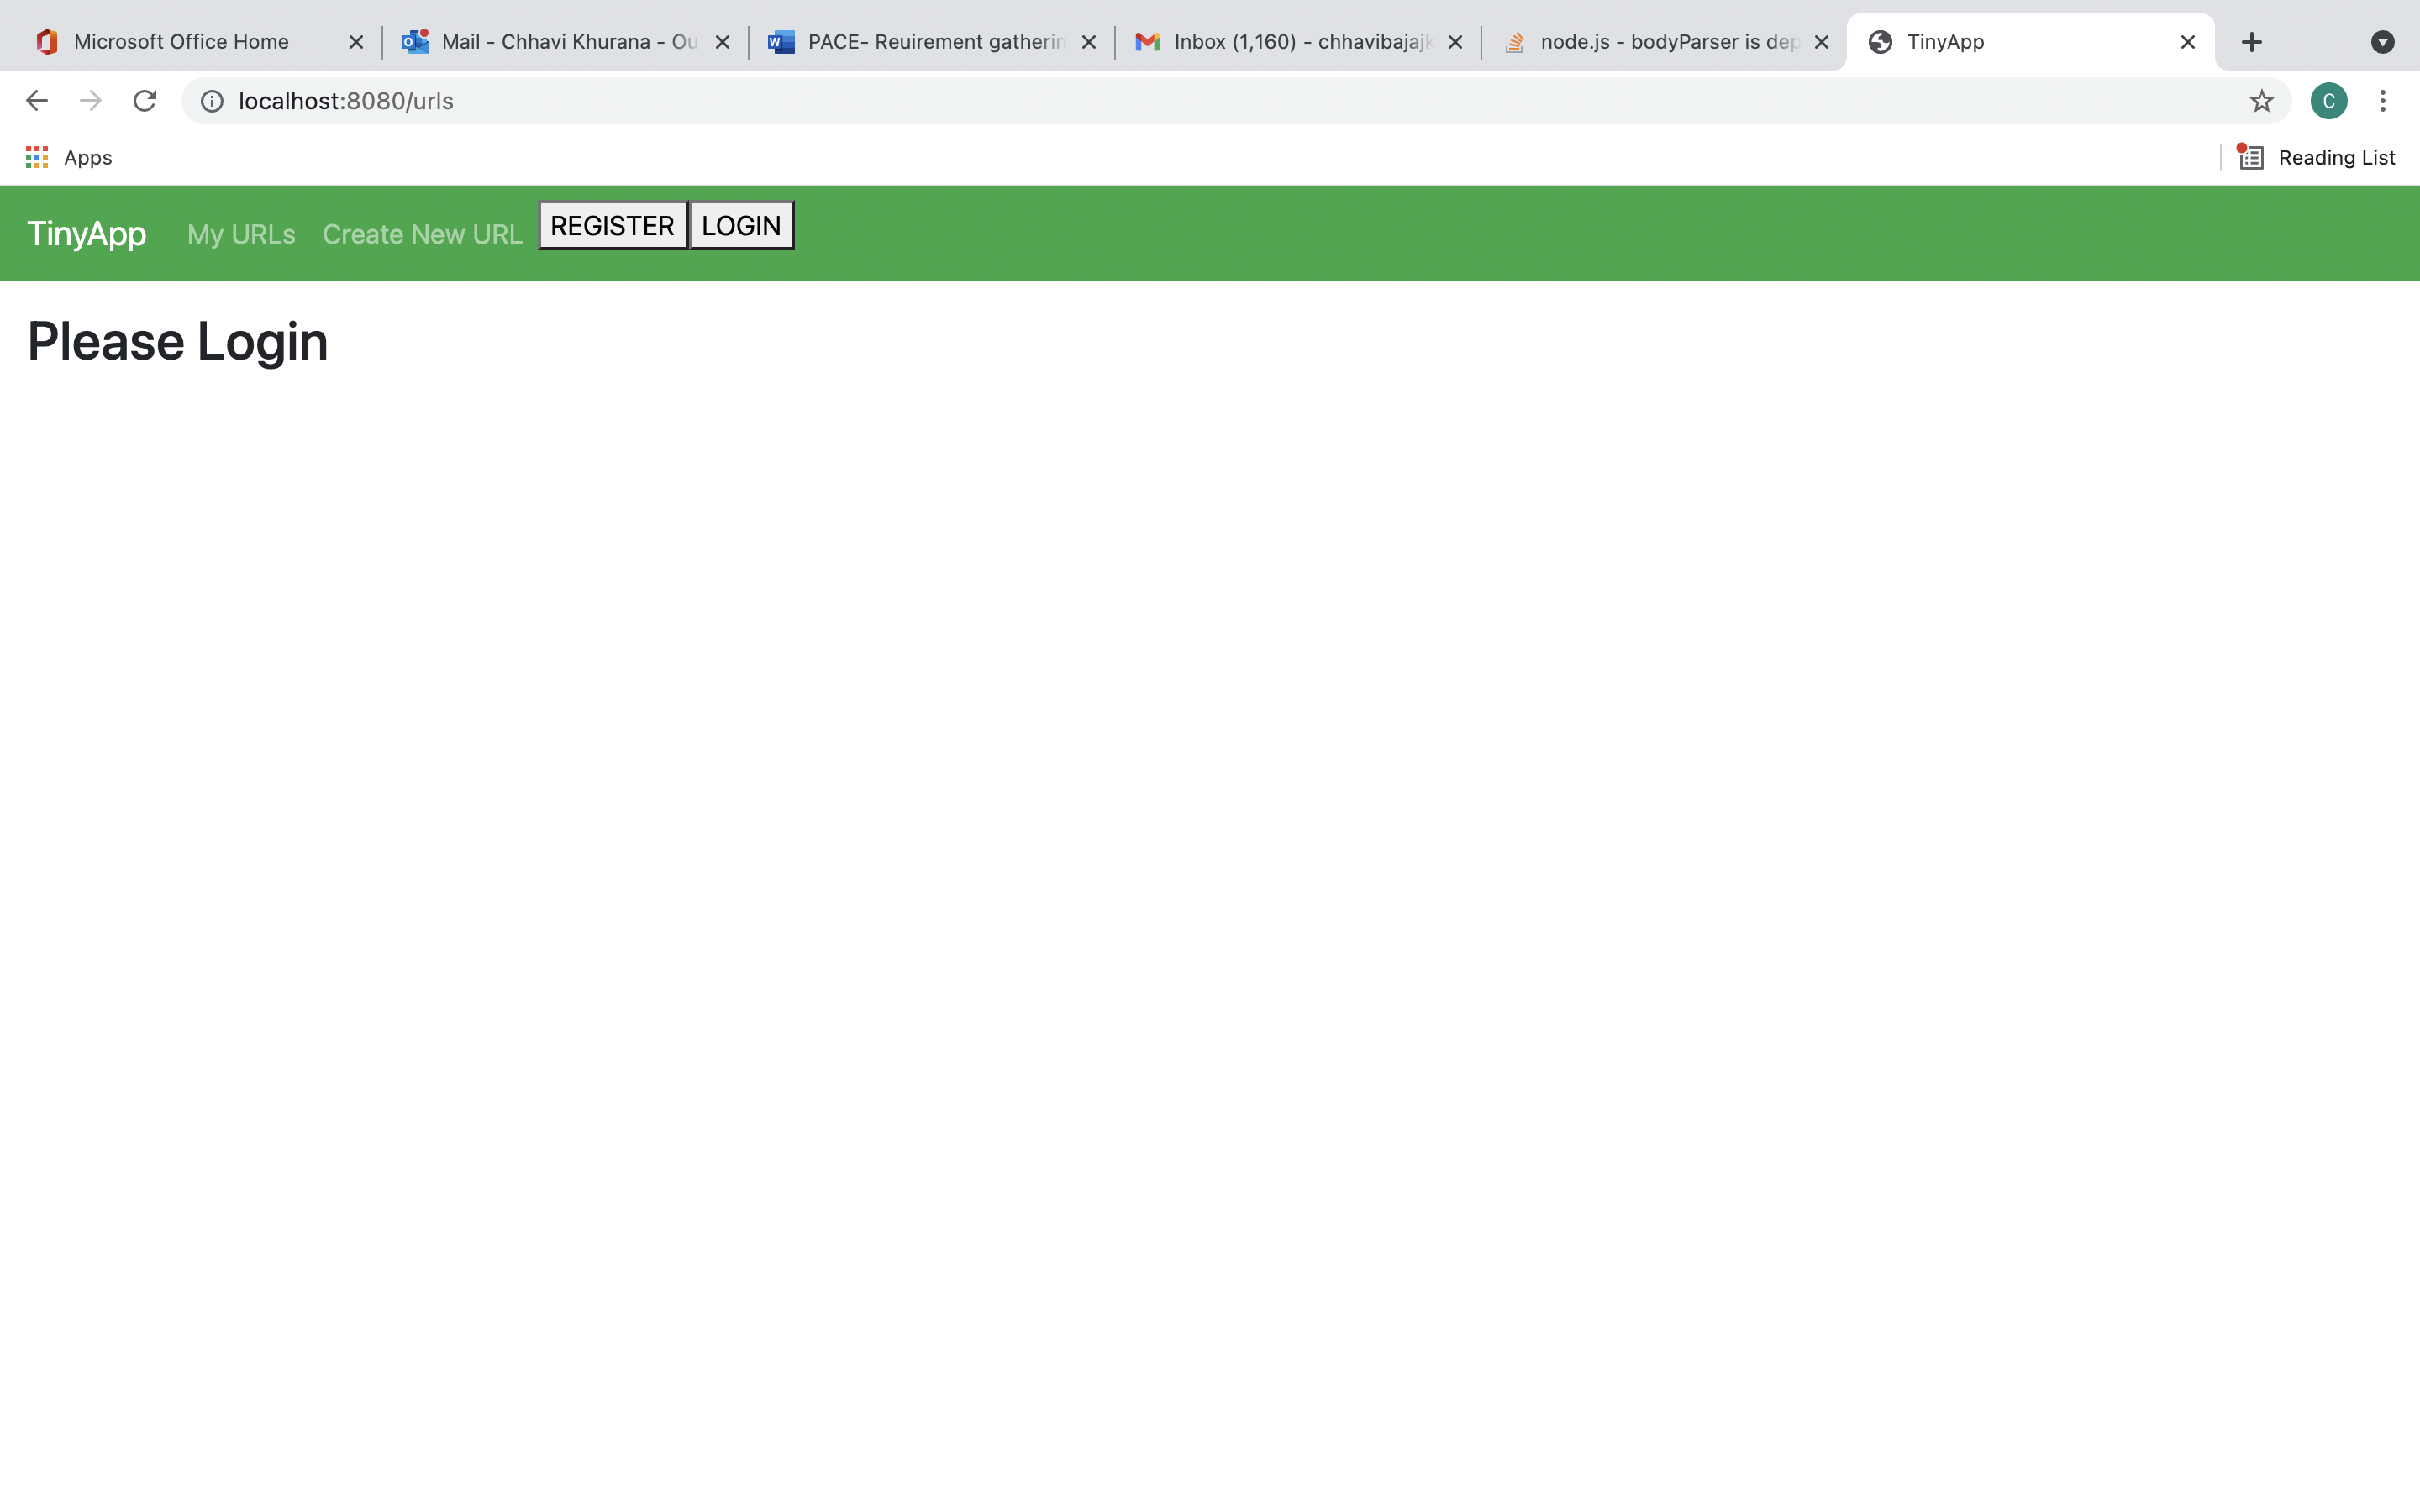 Microsoft Office Home
Mail - Chhavi Khurana - Ou
PACE- Reuirement gatherin
Inbox (1,160) - chhavibajajk
node.js - bodyParser is dep
TinyApp
localhost:8080/urls
C
Apps
Reading List
TinyApp My URLs Create New URL REGISTER LOGIN
Please Login